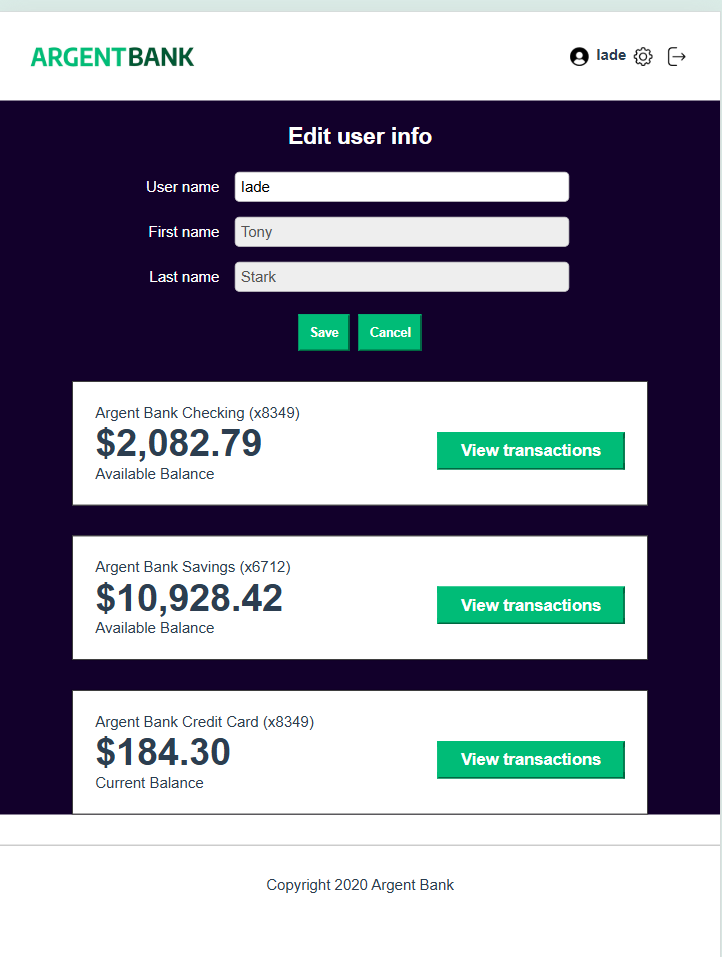 ARGENTBANK
lade
Edit user info
User name
lade
First name
Tony
Last name
Stark
Save
Cancel
Argent Bank Checking (x8349)
$2,082.79
Available Balance
View transactions
Argent Bank Savings (x6712)
$10,928.42
Available Balance
View transactions
Argent Bank Credit Card (x8349)
$184.30
Current Balance
View transactions
Copyright 2020 Argent Bank